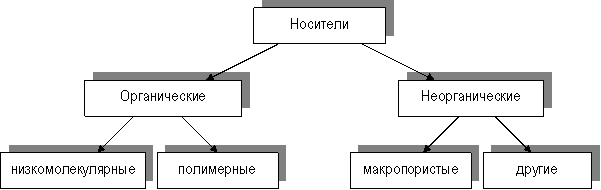 Носители
Органические
Неорганические
низкомолекулярные
полимерные
макропористые
другие